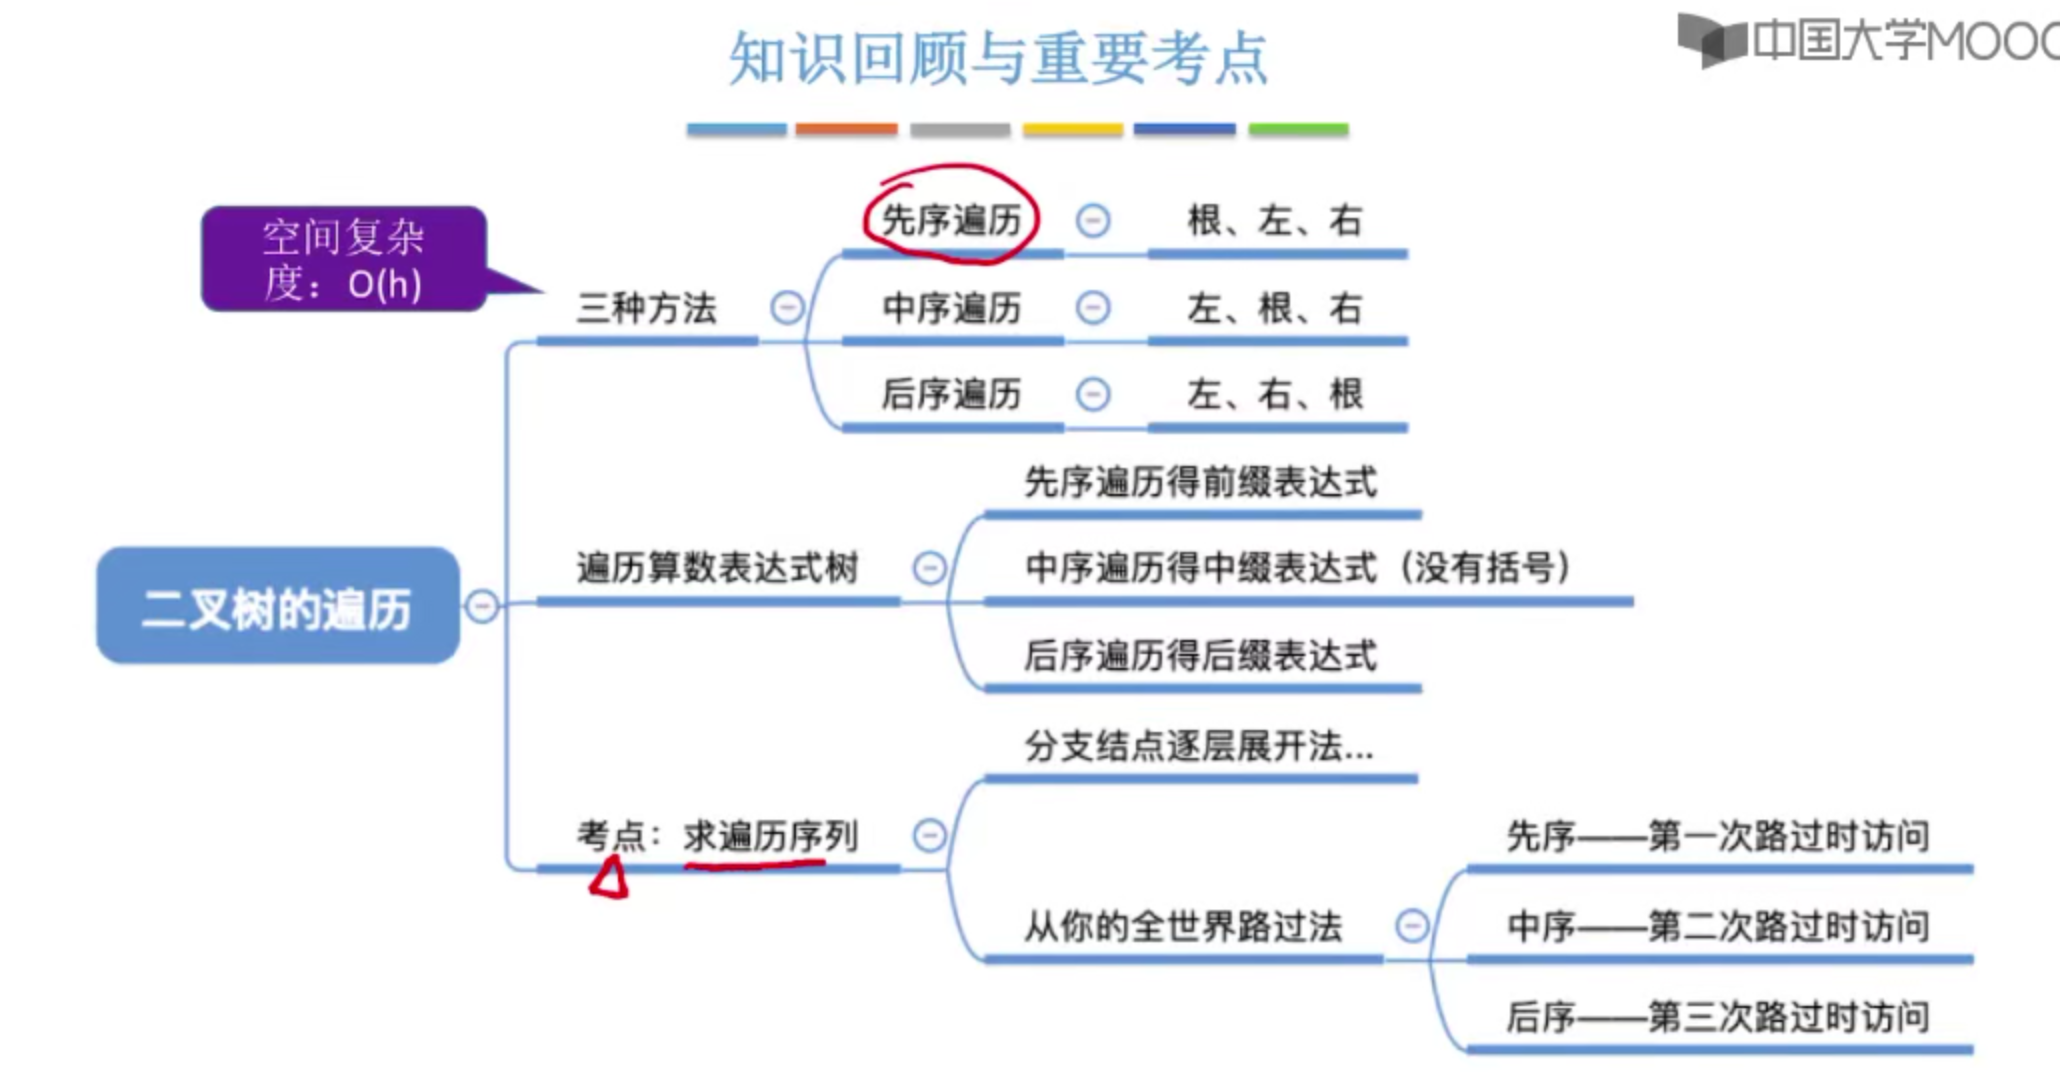 知识回顾与重要考点
中国大学MOOC
空间复杂
度：O(h)
三种方法
先序遍历
根、左、右
中序遍历
左、根、右
后序遍历
左、右、根
二叉树的遍历
遍历算数表达式树
先序遍历得前缀表达式
中序遍历得中缀表达式（没有括号）
后序遍历得后缀表达式
考点：求遍历序列
分支结点逐层展开法...
从你的全世界路过法
先序——第一次路过时访问
中序——第二次路过时访问
后序——第三次路过时访问